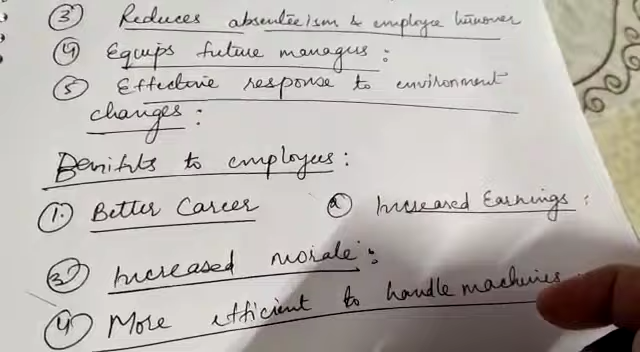 ③ Reduces absenteeism & employee turnover
④ Equips future managers :
⑤ Effective response to environment
changes :
Benifits to employees :
①. Better Career ② Increased Earnings :
③ Increased morale :
④ More efficient to handle machines